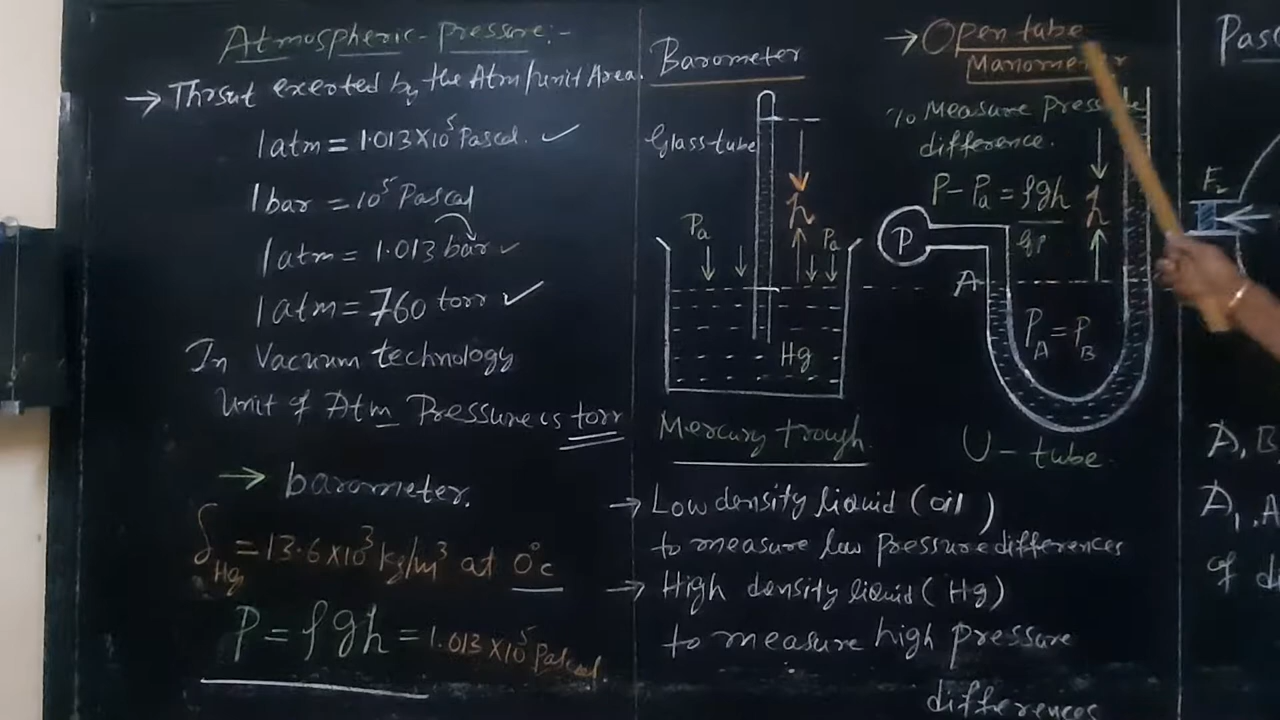 Atmospheric-Pressure:-
→ Thrsut exerted by the Atm/unit Area.
1 atm = 1.013×10⁵ Pascal. ✓
1 bar = 10⁵ Pascal
1 atm = 1.013 bar ✓
1 atm = 760 torr ✓
In Vacuum technology
Unit of Atm Pressure is torr
→ barometer.
Hg = 13.6×10³ kg/m³ at 0°c
P = ρgh = 1.013×10⁵ Pascal.
Barometer
Glass-tube
h
Pa
Pa
Hg
Mercury trough.
→ Low density liquid (oil)
to measure low pressure differences
→ High density liquid (Hg)
to measure high pressure
differences
→ Open tube
Manometer
To Measure Pressure
difference.
P - Pa = ρgh
h
P
A
P_A = P_B
U - tube.
A, B
of